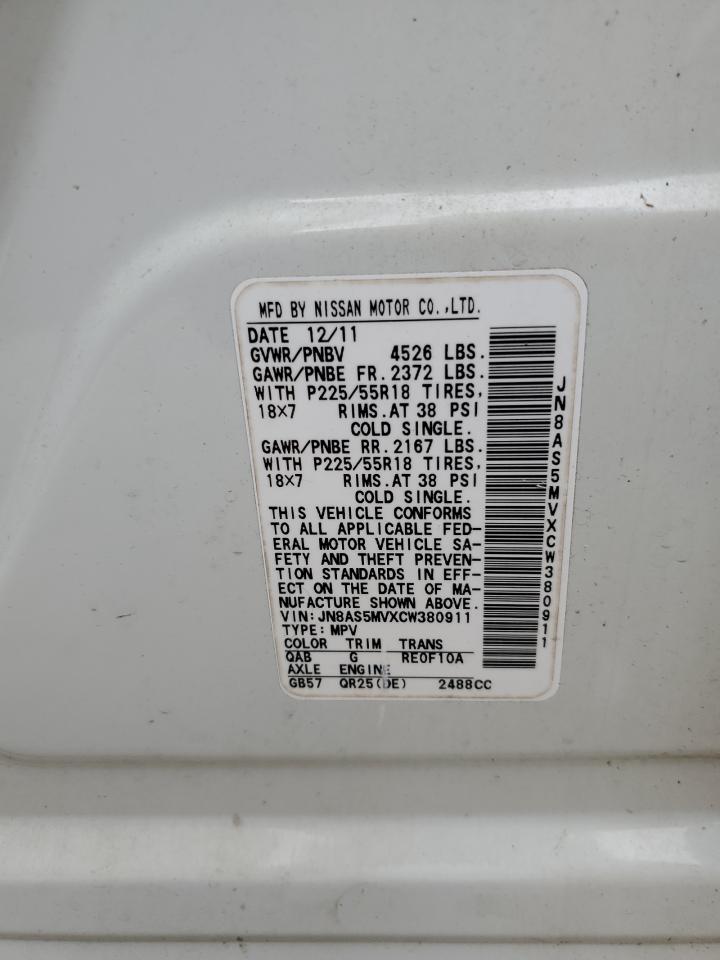 MFD BY NISSAN MOTOR CO.,LTD.
DATE 12/11
GVWR/PNBV 4526 LBS.
GAWR/PNBE FR. 2372 LBS.
WITH P225/55R18 TIRES,
18×7 RIMS. AT 38 PSI
COLD SINGLE.
GAWR/PNBE RR. 2167 LBS.
WITH P225/55R18 TIRES,
18×7 RIMS. AT 38 PSI
COLD SINGLE.
THIS VEHICLE CONFORMS
TO ALL APPLICABLE FED-
ERAL MOTOR VEHICLE SA-
FETY AND THEFT PREVEN-
TION STANDARDS IN EFF-
ECT ON THE DATE OF MA-
NUFACTURE SHOWN ABOVE.
VIN: JN8AS5MVXCW380911
TYPE: MPV
COLOR TRIM TRANS
QAB G RE0F10A
AXLE ENGINE
GB57 QR25(DE) 2488CC
JN8AS5MVXCW380911